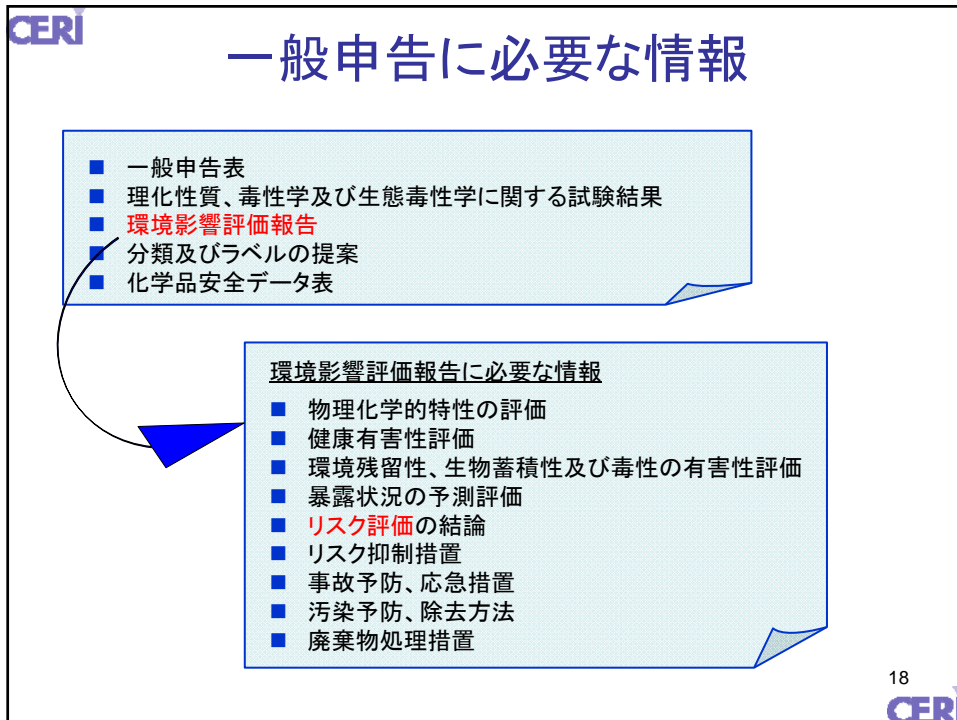 CERI
一般申告に必要な情報
■ 一般申告表
■ 理化性質、毒性学及び生態毒性学に関する試験結果
■ 環境影響評価報告
■ 分類及びラベルの提案
■ 化学品安全データ表
環境影響評価報告に必要な情報
■ 物理化学的特性の評価
■ 健康有害性評価
■ 環境残留性、生物蓄積性及び毒性の有害性評価
■ 暴露状況の予測評価
■ リスク評価の結論
■ リスク抑制措置
■ 事故予防、応急措置
■ 汚染予防、除去方法
■ 廃棄物処理措置
18
CERI